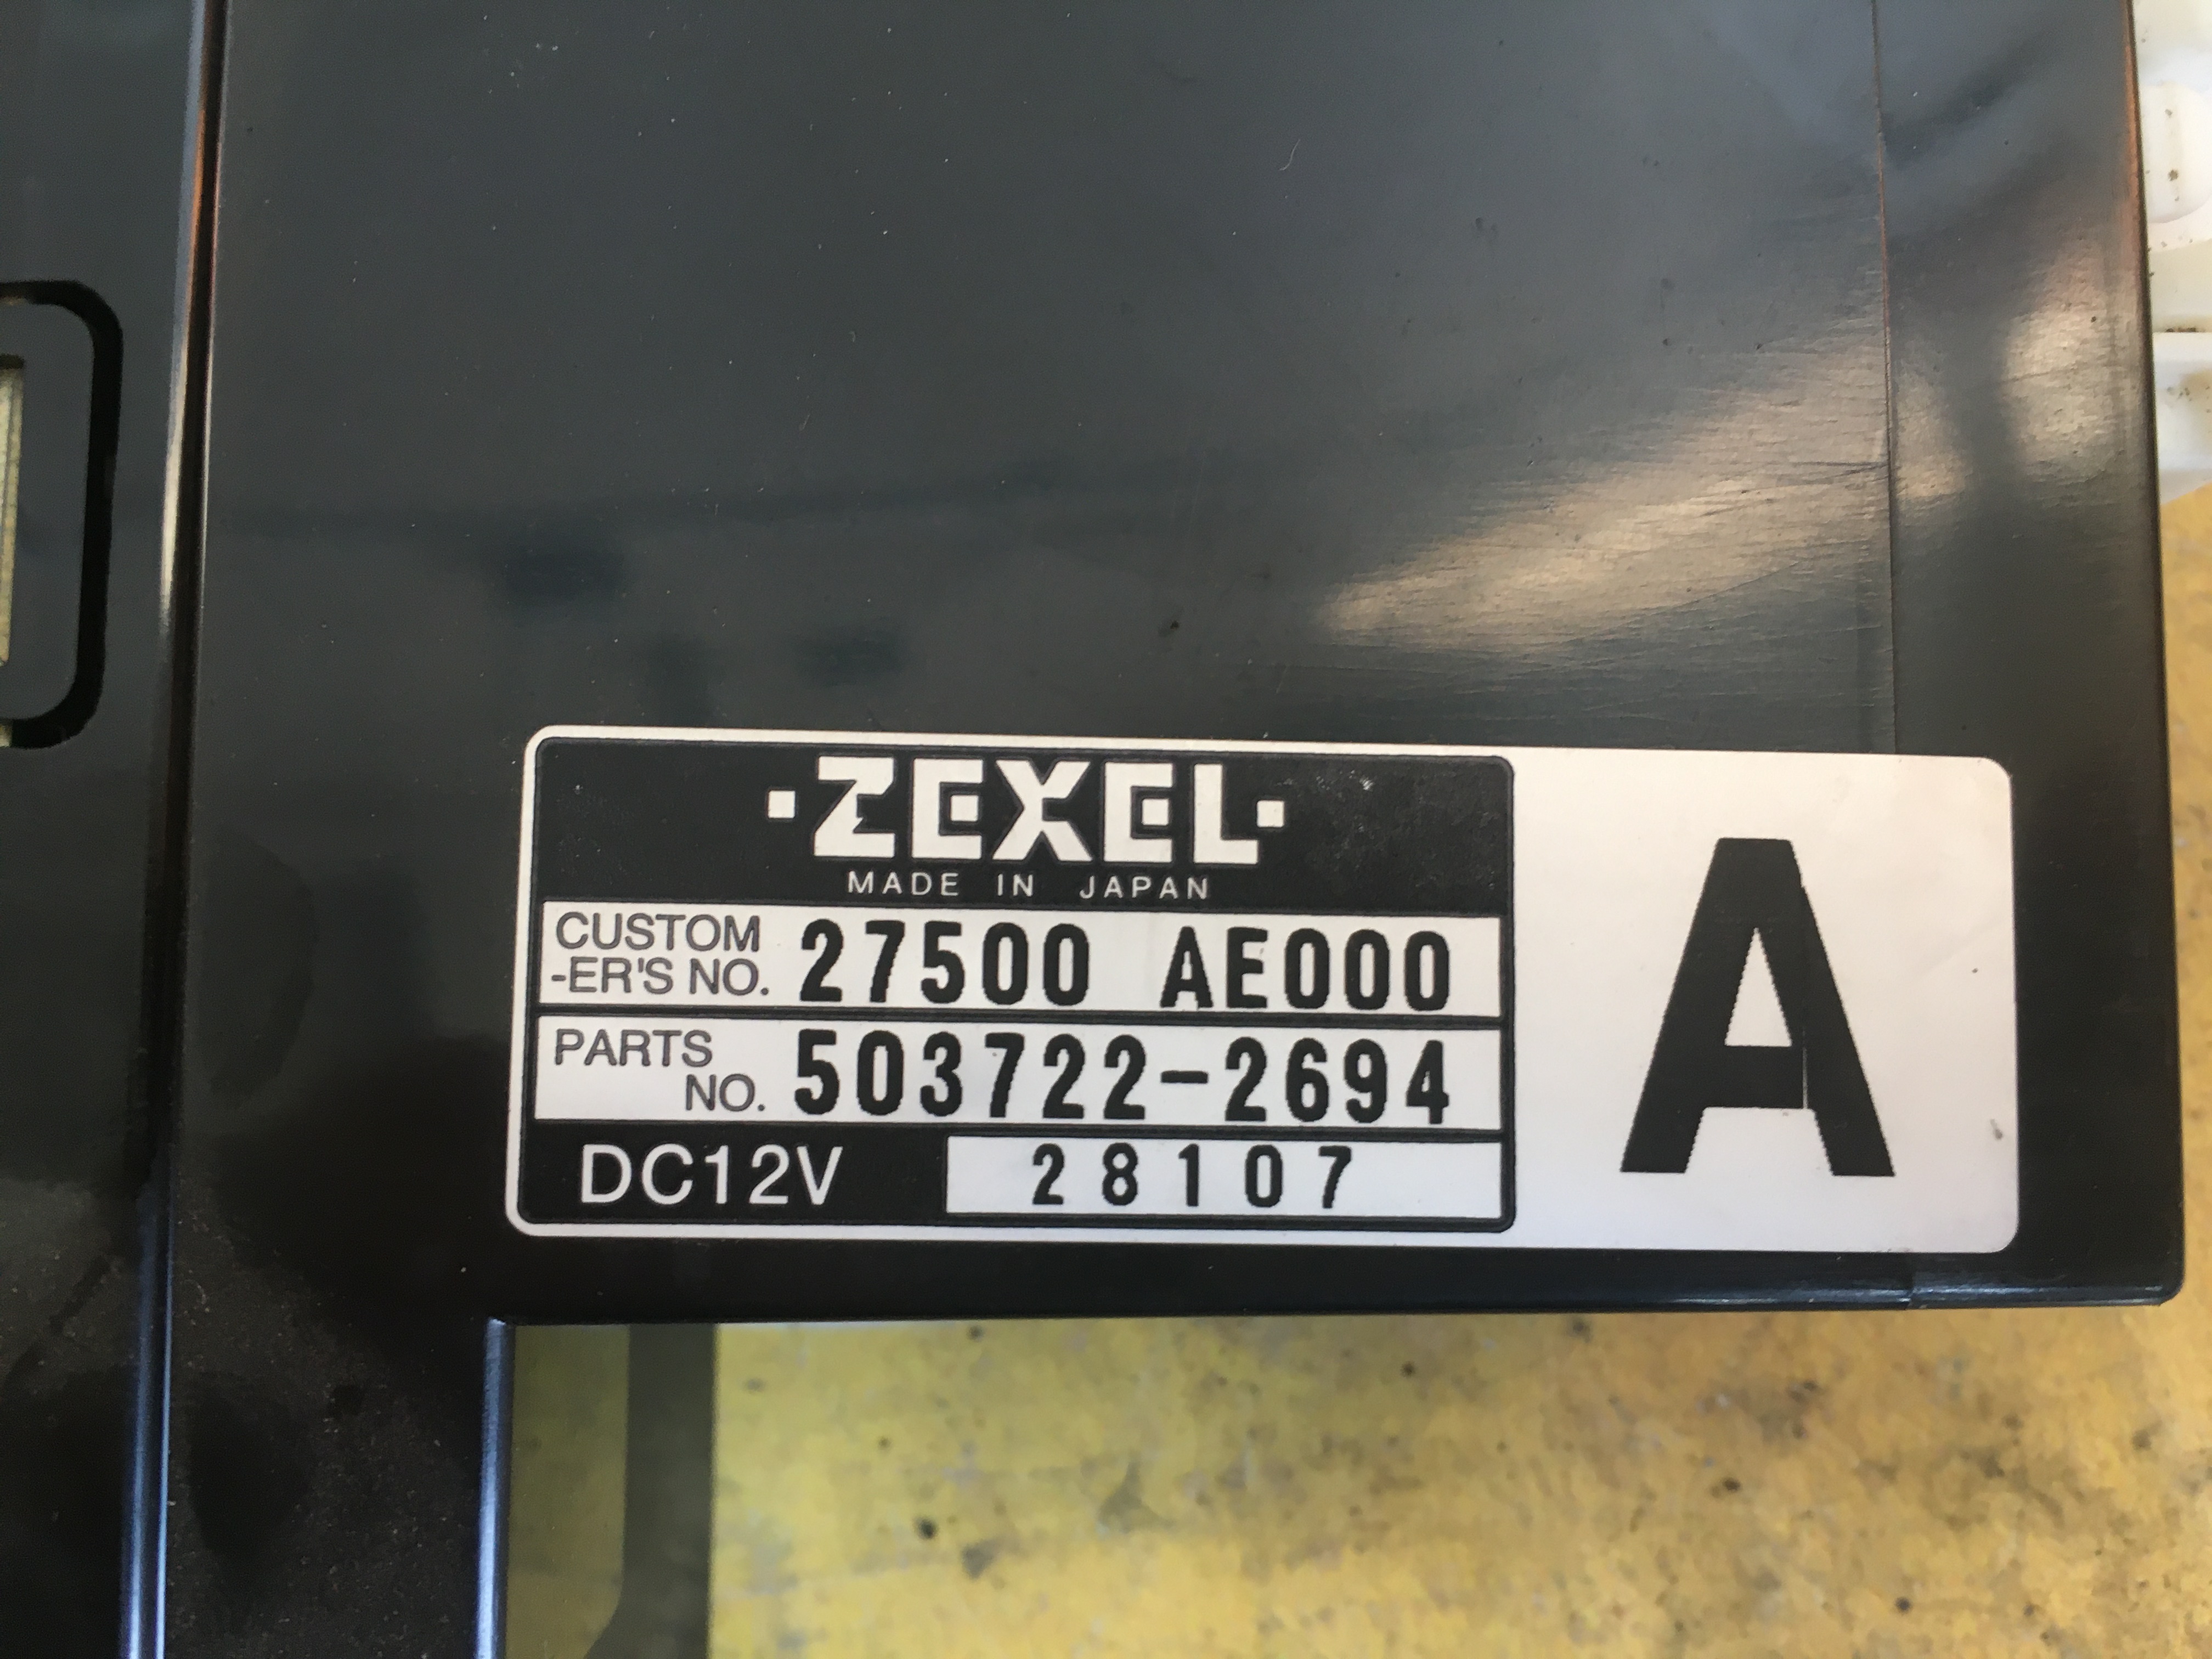 ·ZEXEL·
MADE IN JAPAN
CUSTOM
-ER'S NO. 27500 AE000
PARTS
NO. 503722-2694
DC12V 28107
A